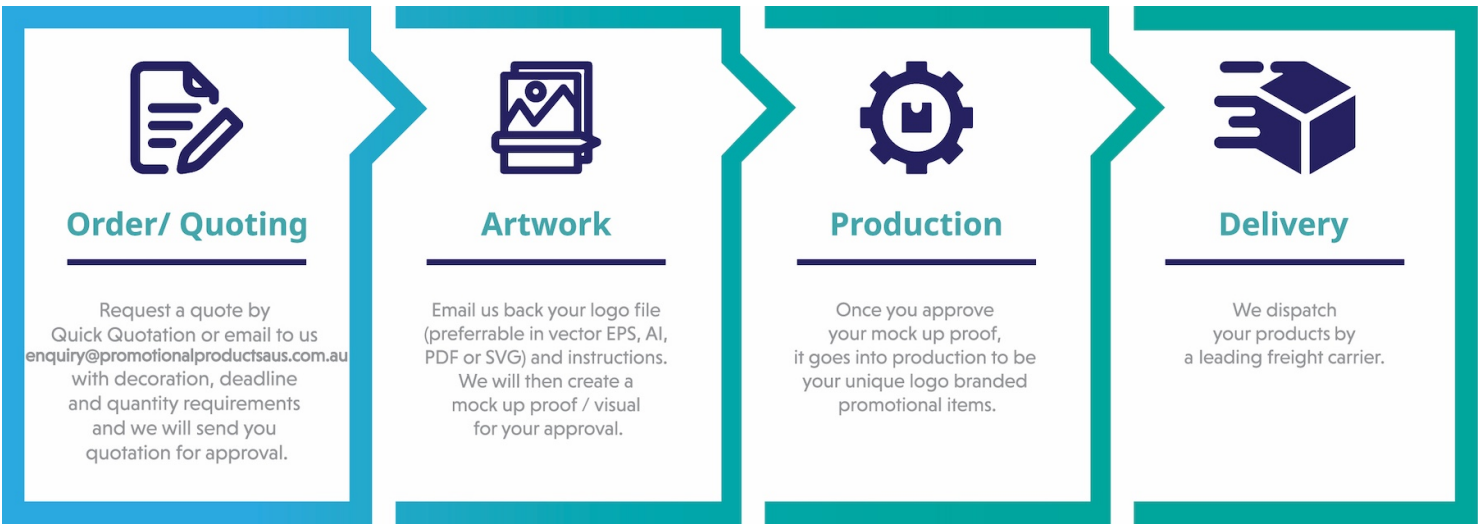 Order/ Quoting
Request a quote by
Quick Quotation or email to us
enquiry@promotionalproductsaus.com.au
with decoration, deadline
and quantity requirements
and we will send you
quotation for approval.
Artwork
Email us back your logo file
(preferrable in vector EPS, AI,
PDF or SVG) and instructions.
We will then create a
mock up proof / visual
for your approval.
Production
Once you approve
your mock up proof,
it goes into production to be
your unique logo branded
promotional items.
Delivery
We dispatch
your products by
a leading freight carrier.